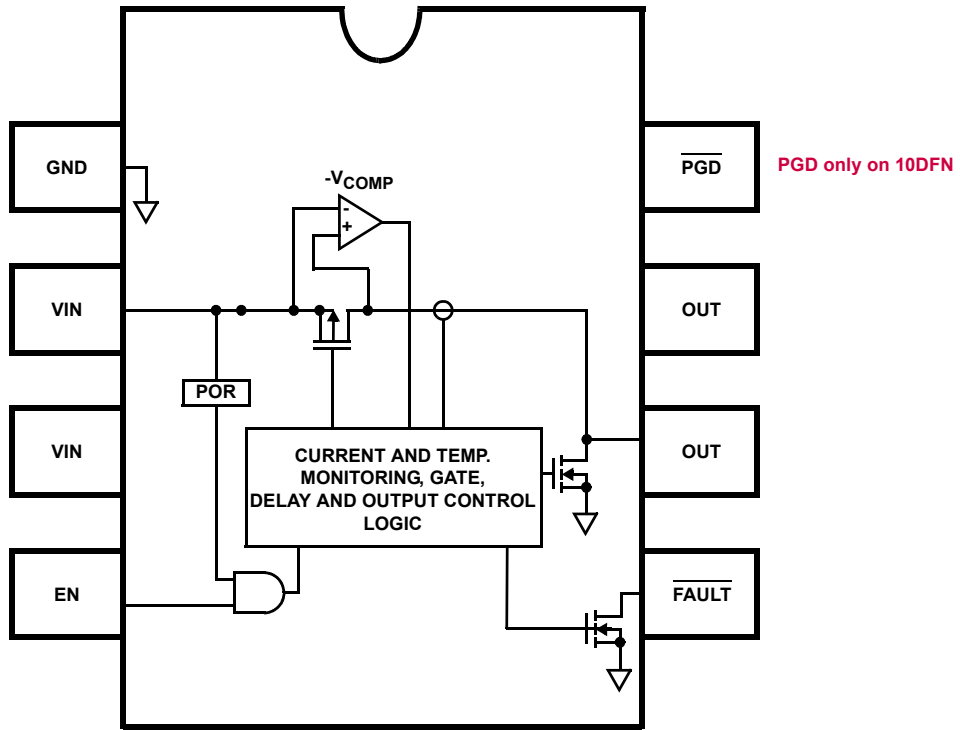 GND
PGD
PGD only on 10DFN
-VCOMP
-
+
VIN
OUT
POR
VIN
CURRENT AND TEMP.
MONITORING, GATE,
DELAY AND OUTPUT CONTROL
LOGIC
OUT
EN
FAULT